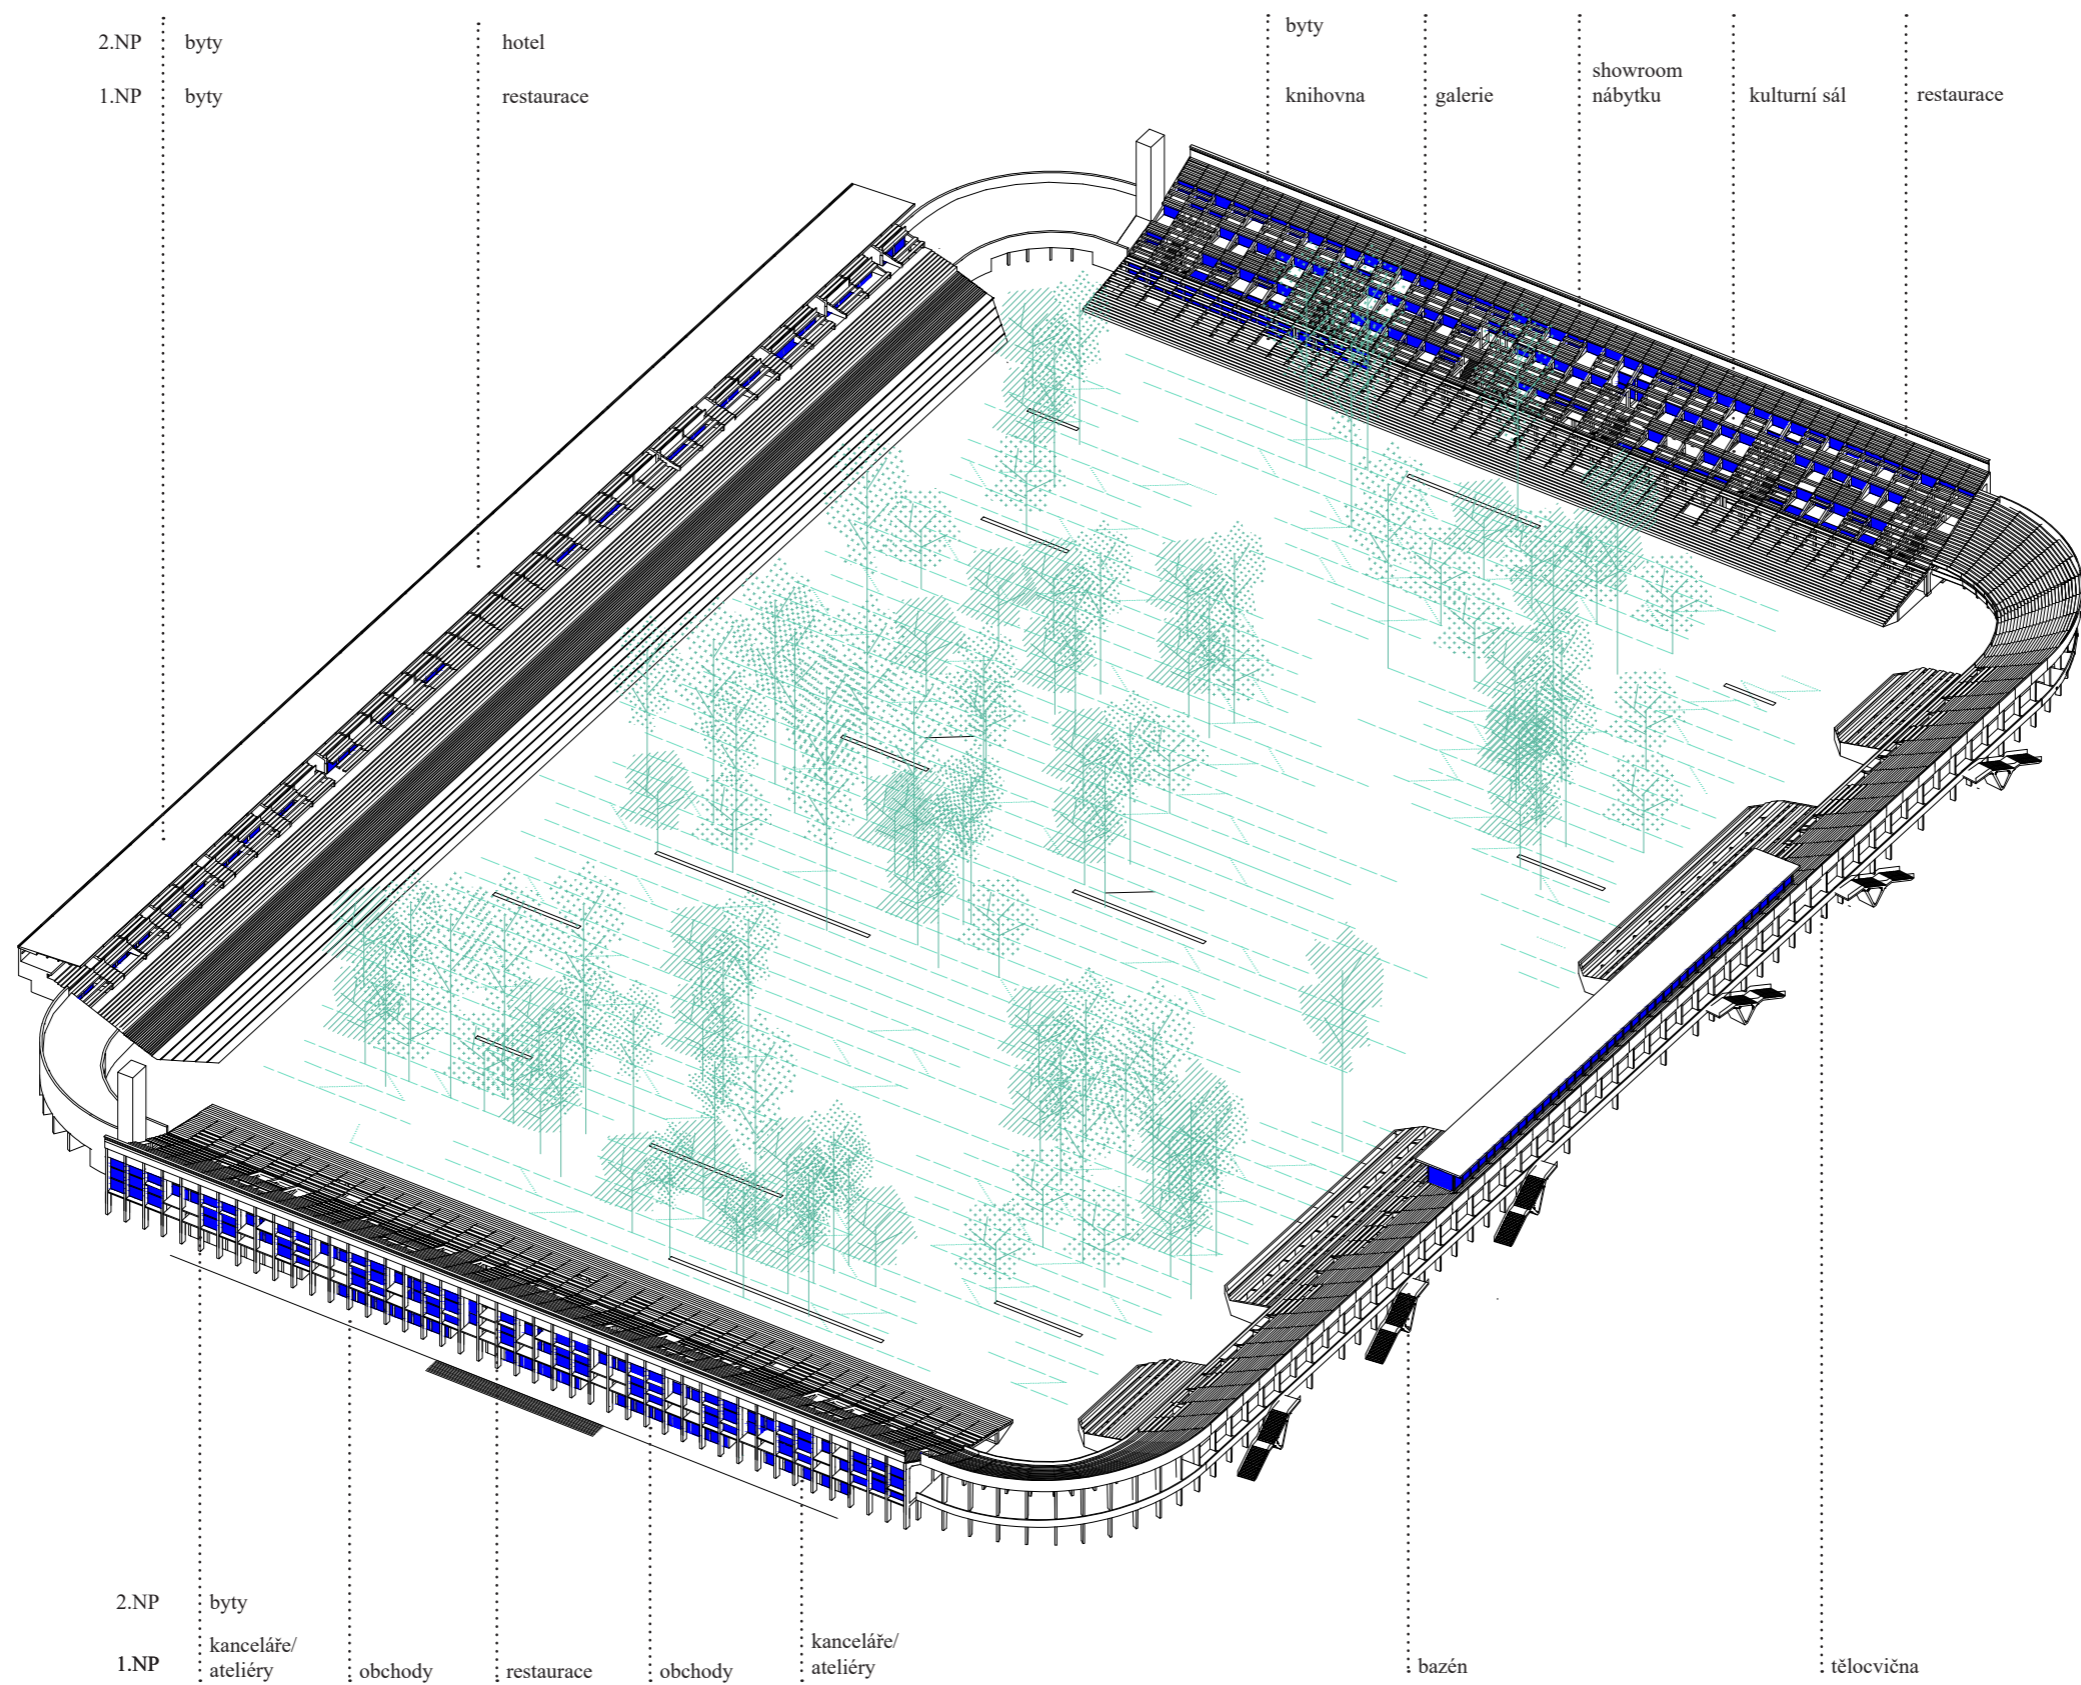 2.NP byty hotel byty
1.NP byty restaurace knihovna galerie showroom
nábytku kulturní sál restaurace
2.NP byty
1.NP kanceláře/
ateliéry obchody restaurace obchody kanceláře/
ateliéry bazén tělocvična